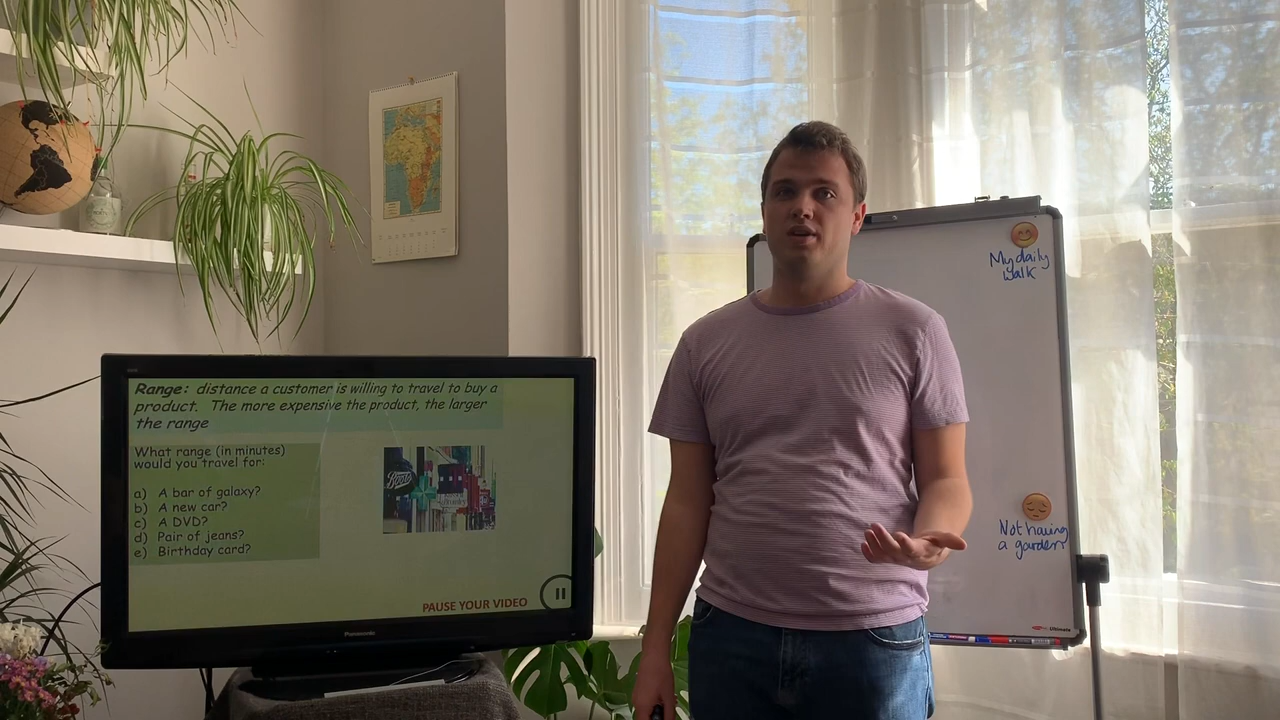 Range: distance a customer is willing to travel to buy a
product. The more expensive the product, the larger
the range
What range (in minutes)
would you travel for:
a) A bar of galaxy?
b) A new car?
c) A DVD?
d) Pair of jeans?
e) Birthday card?
Boots
PAUSE YOUR VIDEO
Panasonic
My daily
walk
Not having
a garden
Ultimate